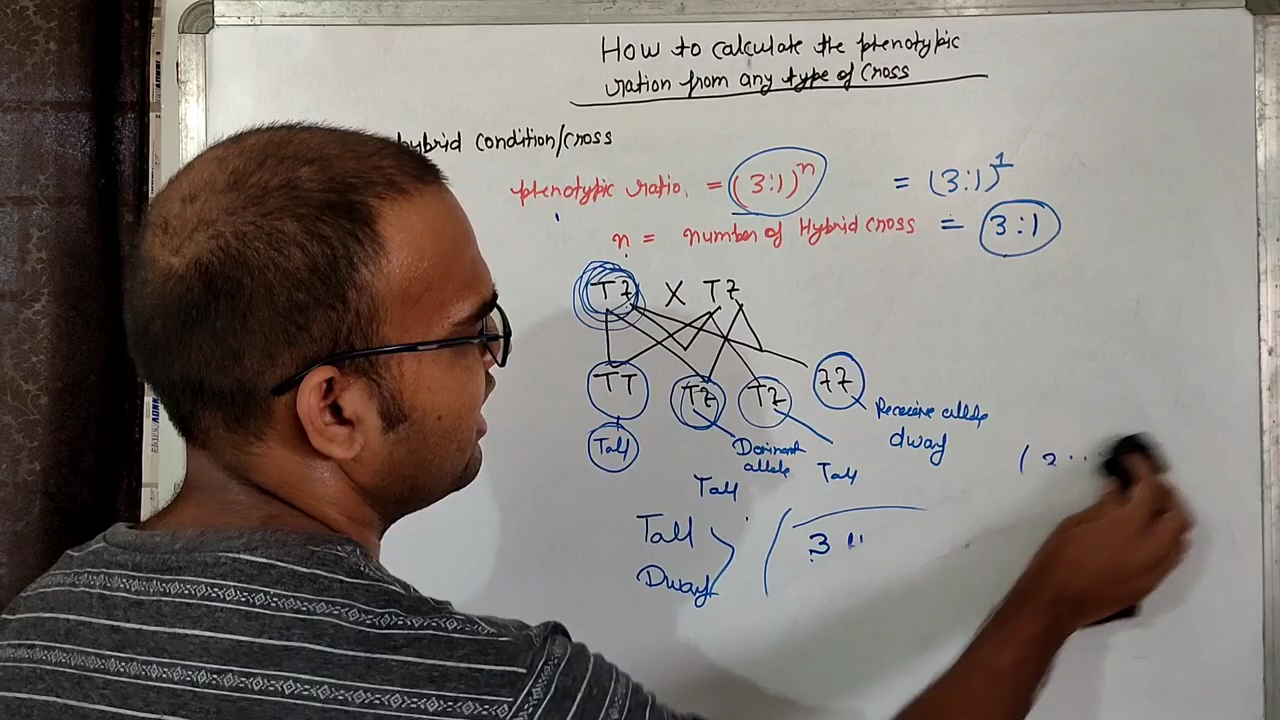 How to calculate the phenotypic
ration from any type of Cross
hybrid condition/cross
phenotypic ratio. = (3:1)ⁿ = (3:1)¹
n = number of Hybrid cross = 3:1
Tt X Tt
TT Tt Tt tt
Tall
Recessive allele
dwarf
Dominant
allele
Tall
Tall
Tall
Dwarf
3 :